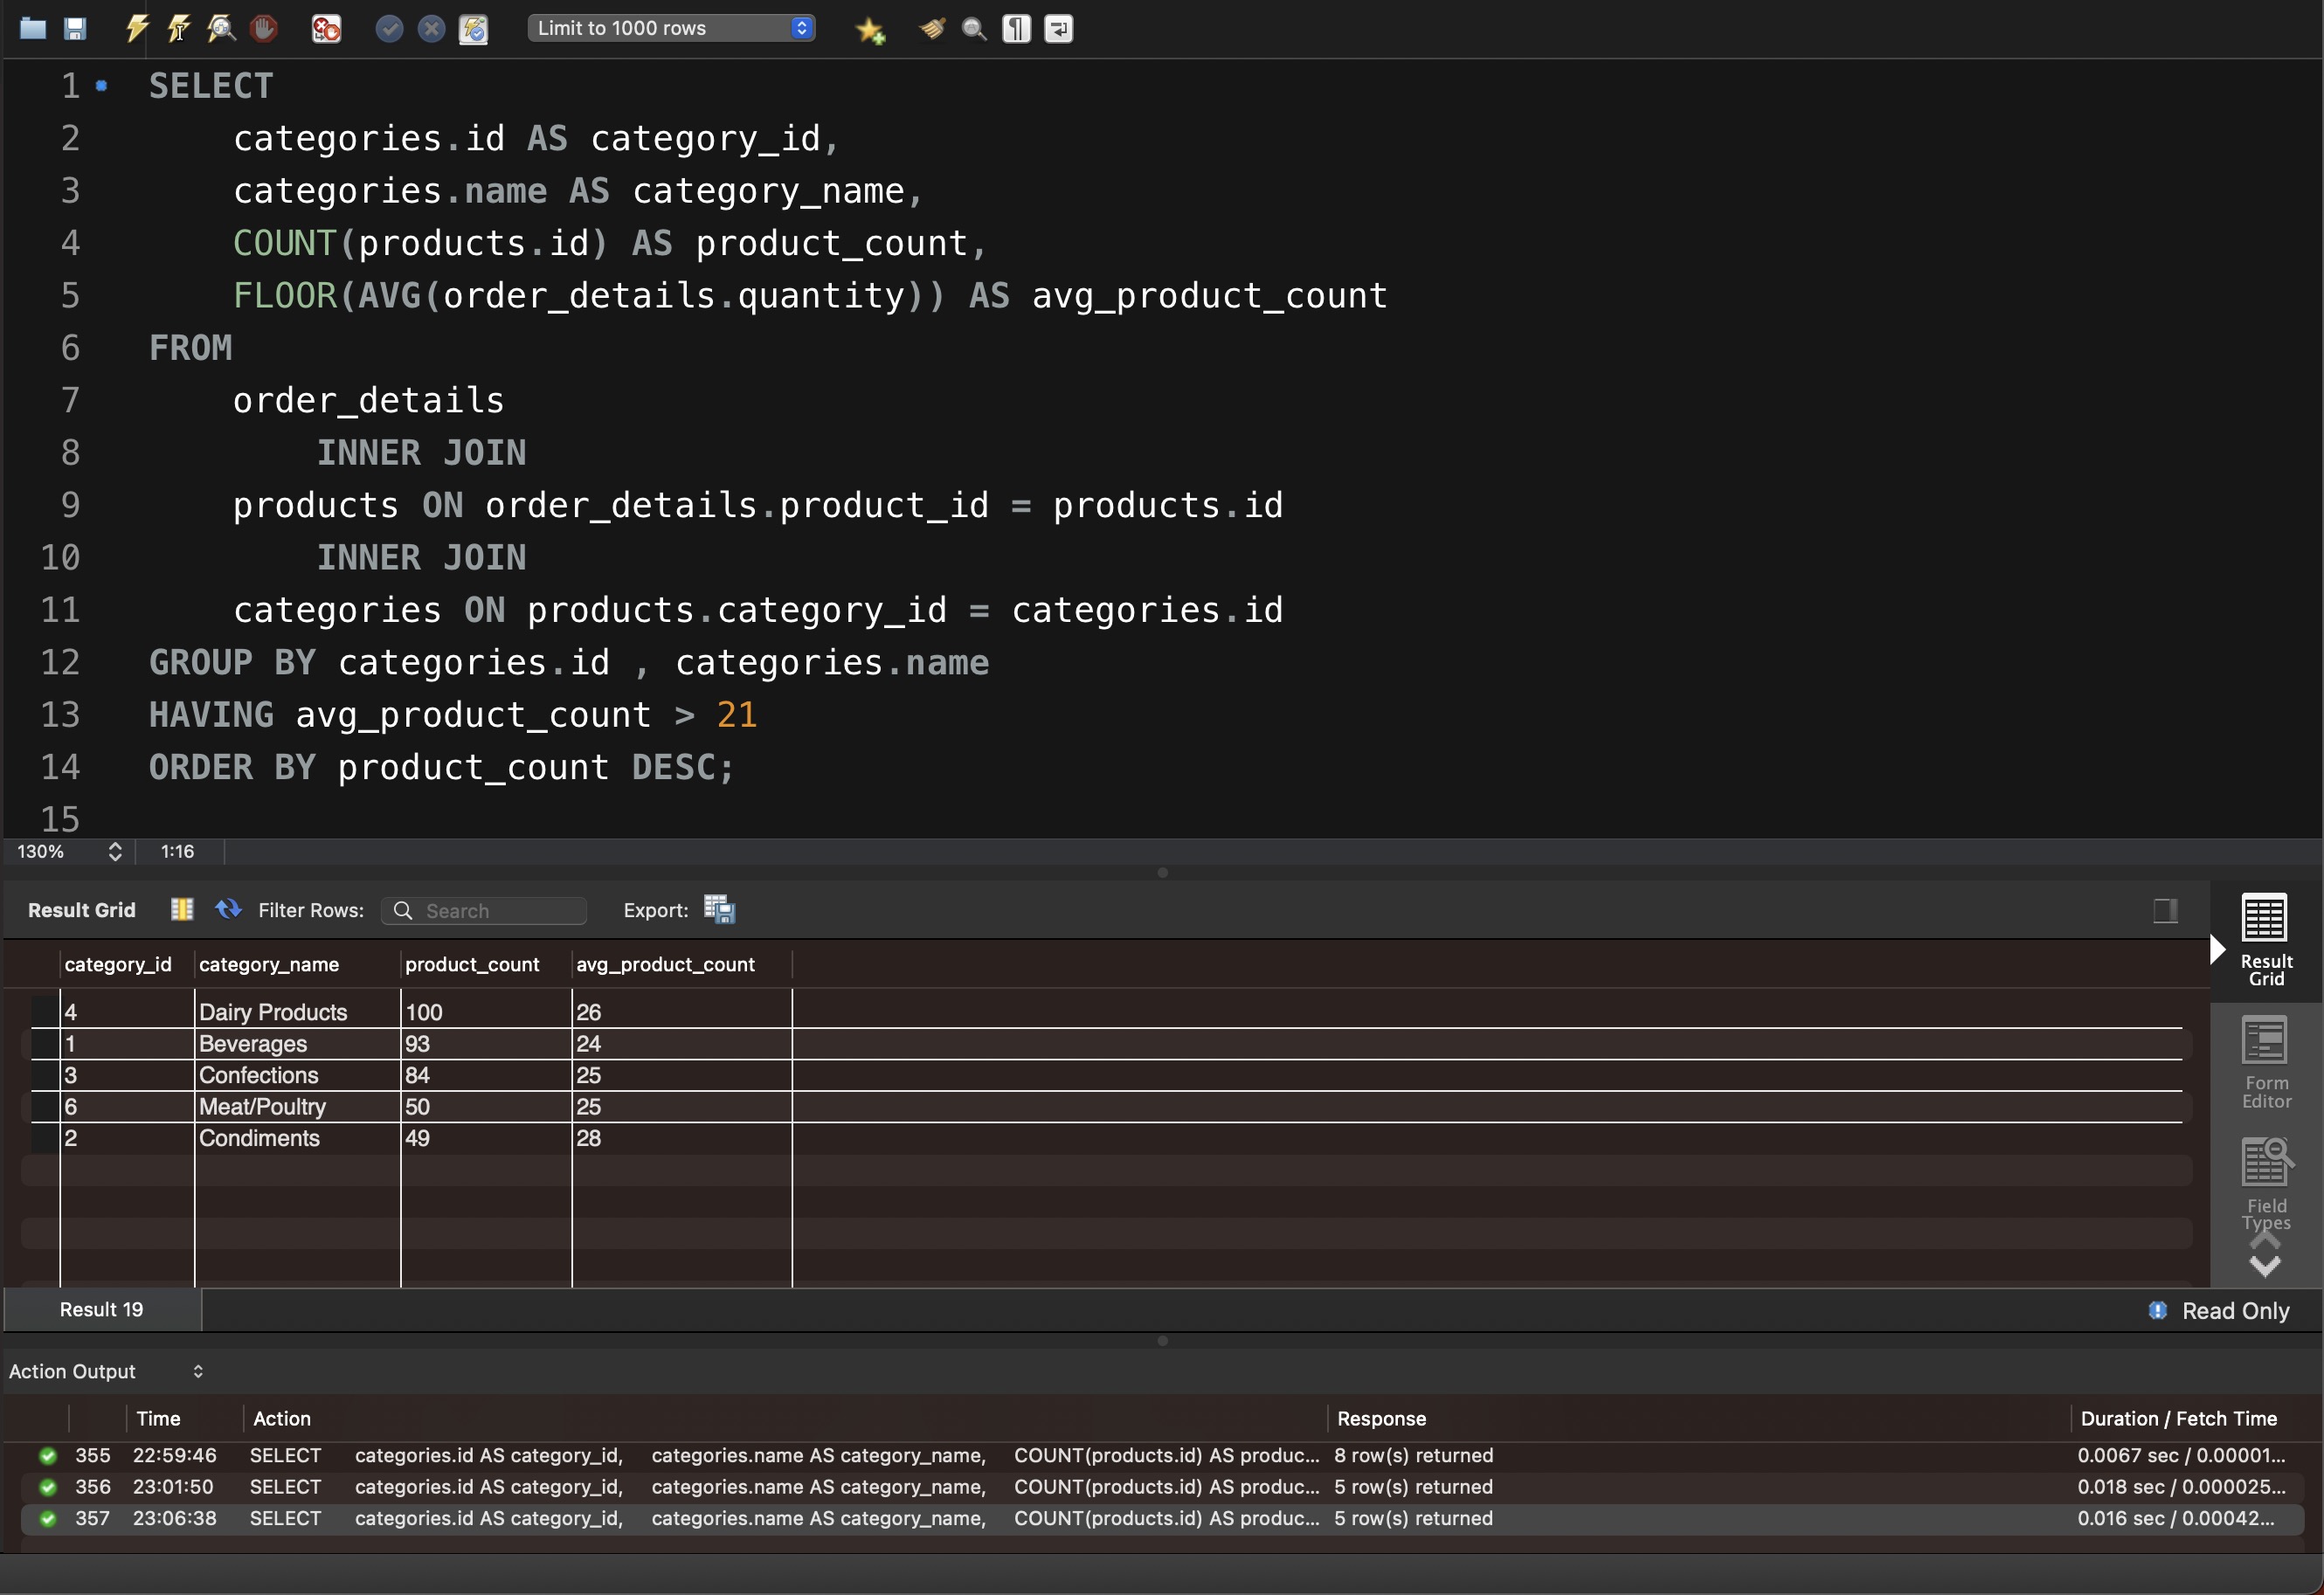 Limit to 1000 rows
1 SELECT
2 categories.id AS category_id,
3 categories.name AS category_name,
4 COUNT(products.id) AS product_count,
5 FLOOR(AVG(order_details.quantity)) AS avg_product_count
6 FROM
7 order_details
8 INNER JOIN
9 products ON order_details.product_id = products.id
10 INNER JOIN
11 categories ON products.category_id = categories.id
12 GROUP BY categories.id , categories.name
13 HAVING avg_product_count > 21
14 ORDER BY product_count DESC;
15
130% 1:16
Result Grid Filter Rows: Search Export:
category_id category_name product_count avg_product_count
4 Dairy Products 100 26
1 Beverages 93 24
3 Confections 84 25
6 Meat/Poultry 50 25
2 Condiments 49 28
Result
Grid
Form
Editor
Field
Types
Result 19 Read Only
Action Output
Time Action Response Duration / Fetch Time
355 22:59:46 SELECT categories.id AS category_id, categories.name AS category_name, COUNT(products.id) AS produc... 8 row(s) returned 0.0067 sec / 0.00001...
356 23:01:50 SELECT categories.id AS category_id, categories.name AS category_name, COUNT(products.id) AS produc... 5 row(s) returned 0.018 sec / 0.000025...
357 23:06:38 SELECT categories.id AS category_id, categories.name AS category_name, COUNT(products.id) AS produc... 5 row(s) returned 0.016 sec / 0.00042...